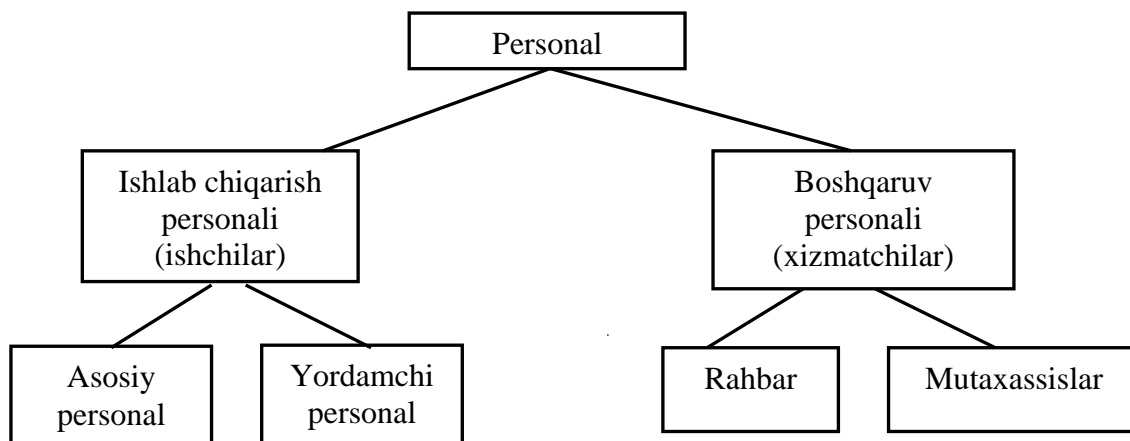 Personal
Ishlab chiqarish
personali
(ishchilar)
Boshqaruv
personali
(xizmatchilar)
Asosiy
personal
Yordamchi
personal
Rahbar
Mutaxassislar